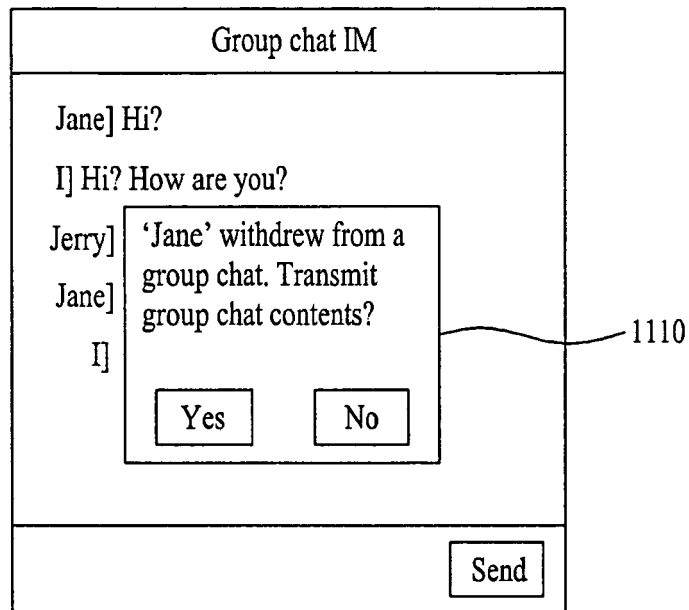 Group chat IM
Jane] Hi?
I] Hi? How are you?
Jerry]
‘Jane’ withdrew from a
group chat. Transmit
group chat contents?
Jane]
I]
1110
Yes
No
Send